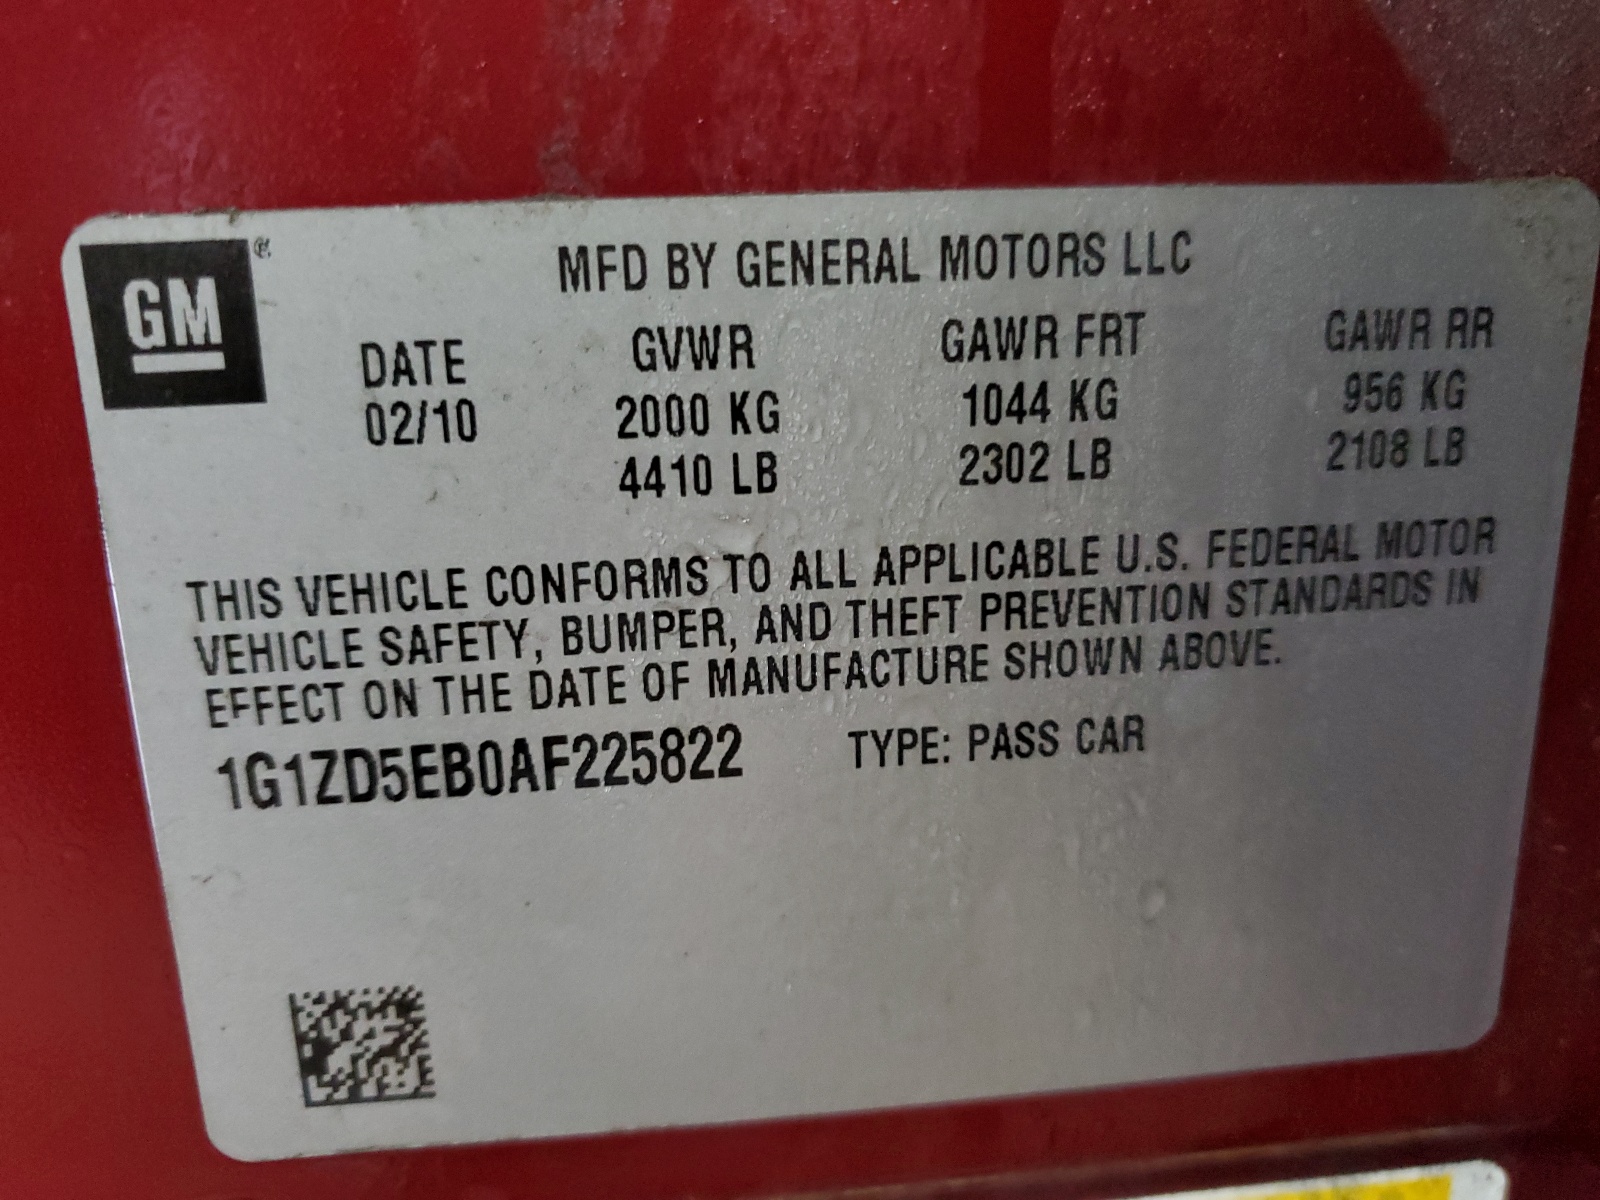 GM ®
MFD BY GENERAL MOTORS LLC
DATE GVWR GAWR FRT GAWR RR
02/10 2000 KG 1044 KG 956 KG
4410 LB 2302 LB 2108 LB
THIS VEHICLE CONFORMS TO ALL APPLICABLE U.S. FEDERAL MOTOR
VEHICLE SAFETY, BUMPER, AND THEFT PREVENTION STANDARDS IN
EFFECT ON THE DATE OF MANUFACTURE SHOWN ABOVE.
1G1ZD5EB0AF225822 TYPE: PASS CAR